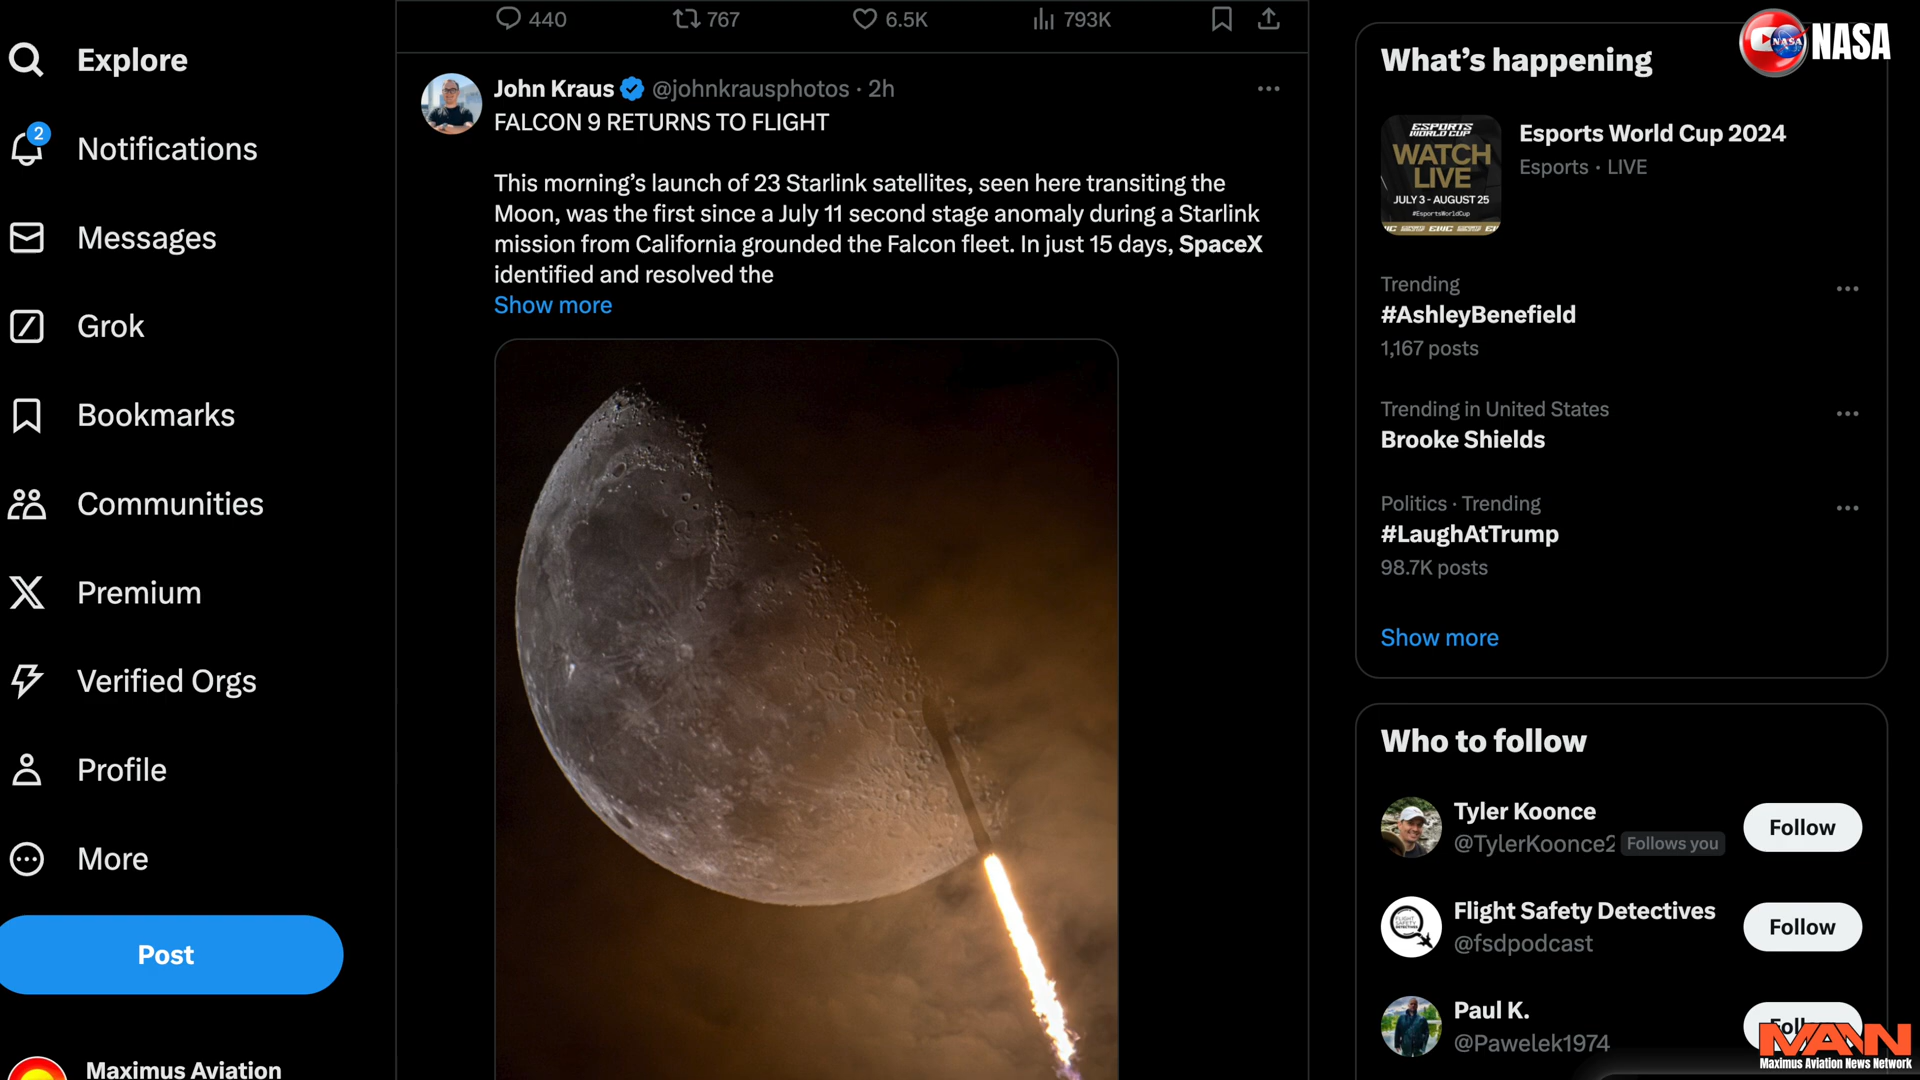 Explore
2
Notifications
Messages
Grok
Bookmarks
Communities
Premium
Verified Orgs
Profile
More
Post
Maximus Aviation
440
767
6.5K
793K
John Kraus @johnkrausphotos · 2h
FALCON 9 RETURNS TO FLIGHT
This morning’s launch of 23 Starlink satellites, seen here transiting the
Moon, was the first since a July 11 second stage anomaly during a Starlink
mission from California grounded the Falcon fleet. In just 15 days, SpaceX
identified and resolved the
Show more
What’s happening
NASA
NASA
ESPORTS
WORLD CUP
WATCH
LIVE
JULY 3 - AUGUST 25
#EsportsWorldCup
Esports World Cup 2024
Esports · LIVE
Trending
#AshleyBenefield
1,167 posts
Trending in United States
Brooke Shields
Politics · Trending
#LaughAtTrump
98.7K posts
Show more
Who to follow
Tyler Koonce
@TylerKoonce2 Follows you
Follow
FLIGHT
SAFETY
DETECTIVES
Flight Safety Detectives
@fsdpodcast
Follow
Paul K.
@Pawelek1974
MAN
Maximus Aviation News Network